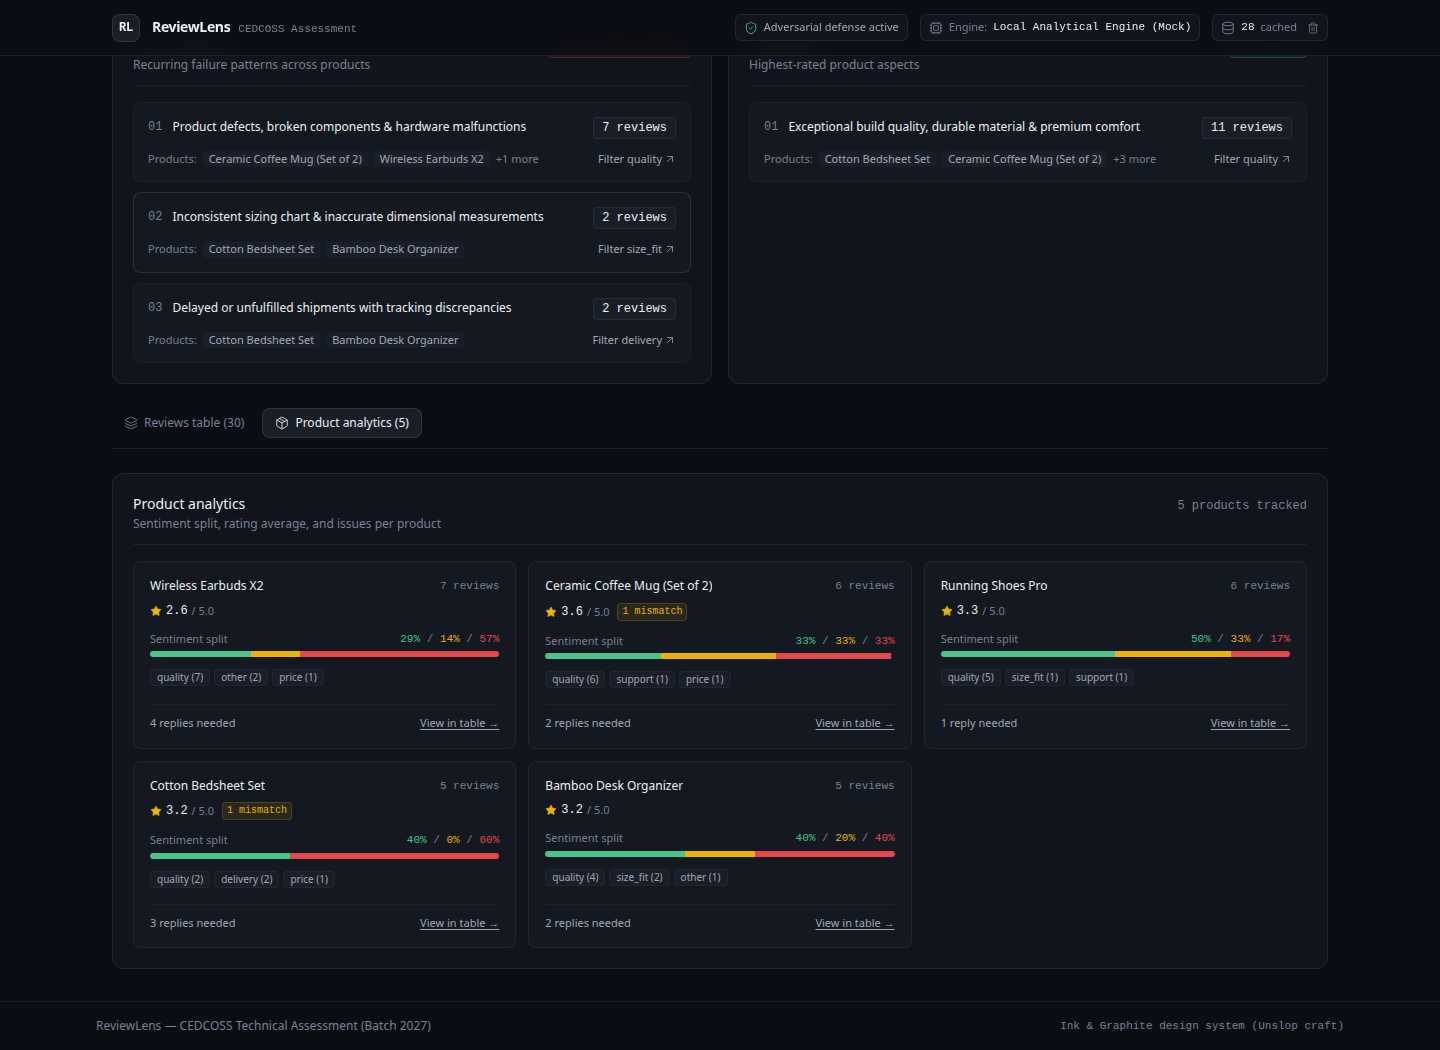 RL ReviewLens CEDCOSS Assessment
Adversarial defense active
Engine: Local Analytical Engine (Mock)
28 cached
Recurring failure patterns across products
01 Product defects, broken components & hardware malfunctions 7 reviews
Products: Ceramic Coffee Mug (Set of 2) Wireless Earbuds X2 +1 more Filter quality ↗
02 Inconsistent sizing chart & inaccurate dimensional measurements 2 reviews
Products: Cotton Bedsheet Set Bamboo Desk Organizer Filter size_fit ↗
03 Delayed or unfulfilled shipments with tracking discrepancies 2 reviews
Products: Cotton Bedsheet Set Bamboo Desk Organizer Filter delivery ↗
Highest-rated product aspects
01 Exceptional build quality, durable material & premium comfort 11 reviews
Products: Cotton Bedsheet Set Ceramic Coffee Mug (Set of 2) +3 more Filter quality ↗
Reviews table (30) Product analytics (5)
Product analytics
Sentiment split, rating average, and issues per product
5 products tracked
Wireless Earbuds X2 7 reviews
2.6 / 5.0
Sentiment split 29% / 14% / 57%
quality (7) other (2) price (1)
4 replies needed View in table →
Ceramic Coffee Mug (Set of 2) 6 reviews
3.6 / 5.0 1 mismatch
Sentiment split 33% / 33% / 33%
quality (6) support (1) price (1)
2 replies needed View in table →
Running Shoes Pro 6 reviews
3.3 / 5.0
Sentiment split 50% / 33% / 17%
quality (5) size_fit (1) support (1)
1 reply needed View in table →
Cotton Bedsheet Set 5 reviews
3.2 / 5.0 1 mismatch
Sentiment split 40% / 0% / 60%
quality (2) delivery (2) price (1)
3 replies needed View in table →
Bamboo Desk Organizer 5 reviews
3.2 / 5.0
Sentiment split 40% / 20% / 40%
quality (4) size_fit (2) other (1)
2 replies needed View in table →
ReviewLens — CEDCOSS Technical Assessment (Batch 2027)
Ink & Graphite design system (Unslop craft)